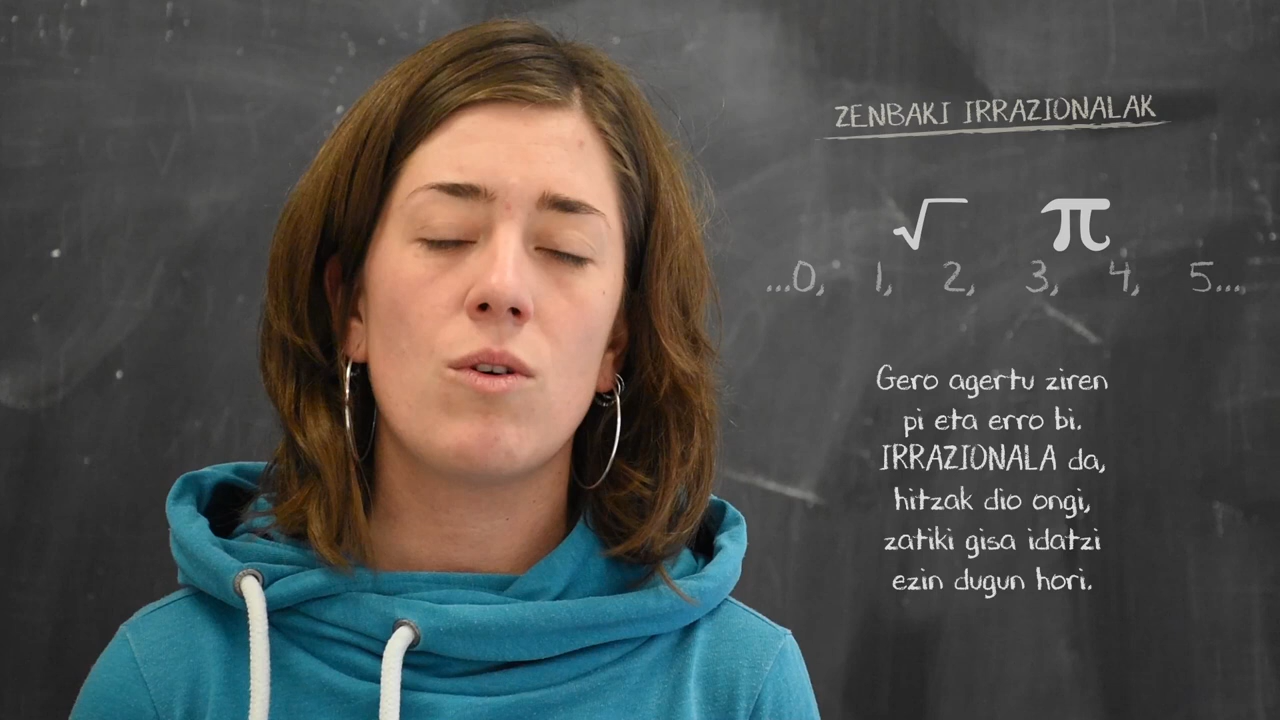 ZENBAKI IRRAZIONALAK
√ π
...0, 1, 2, 3, 4, 5...
Gero agertu ziren
pi eta erro bi.
IRRAZIONALA da,
hitzak dio ongi,
zatiki gisa idatzi
ezin dugun hori.